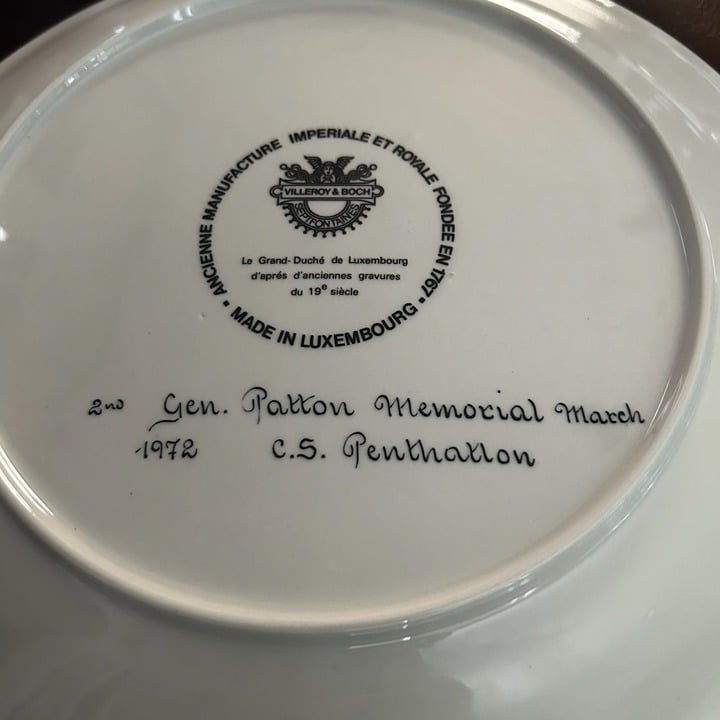 ANCIENNE MANUFACTURE IMPERIALE ET ROYALE FONDEE EN 1767
VILLEROY & BOCH
SEPTFONTAINES
Le Grand-Duché de Luxembourg
d'aprés d'anciennes gravures
du 19e siècle
• MADE IN LUXEMBOURG •
2nd Gen. Patton Memorial March
1972 C.S. Penthatlon